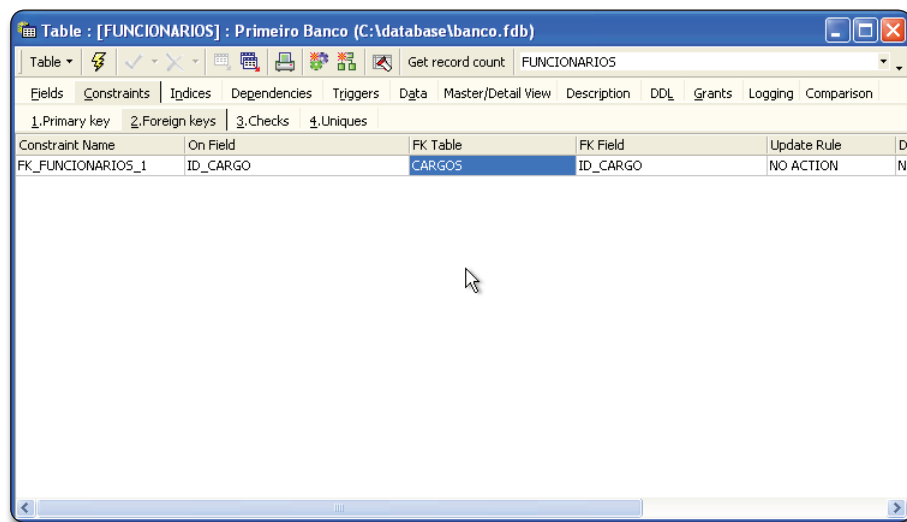 Table : [FUNCIONARIOS] : Primeiro Banco (C:\database\banco.fdb)
Table Get record count FUNCIONARIOS
Fields Constraints Indices Dependencies Triggers Data Master/Detail View Description DDL Grants Logging Comparison
1.Primary key 2.Foreign keys 3.Checks 4.Uniques
Constraint Name On Field FK Table FK Field Update Rule D
FK_FUNCIONARIOS_1 ID_CARGO CARGOS ID_CARGO NO ACTION N